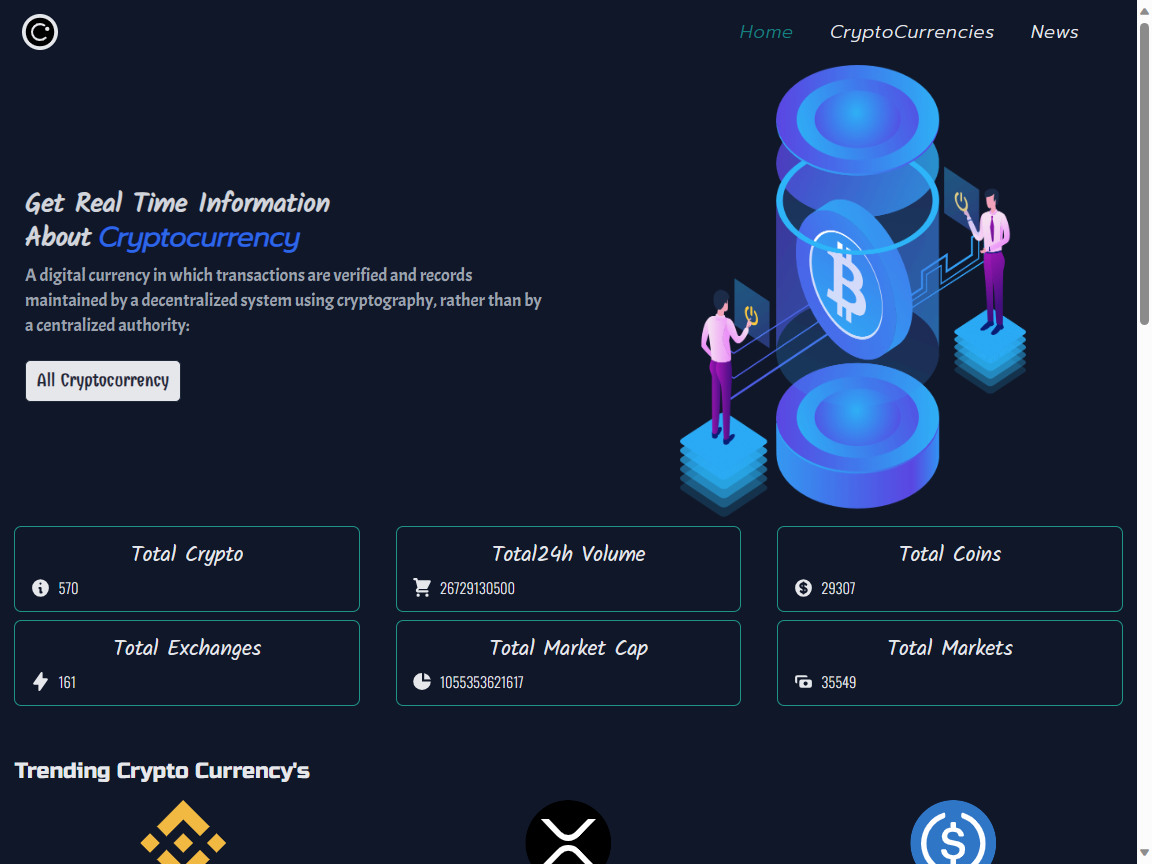 Home CryptoCurrencies News
Get Real Time Information
About Cryptocurrency
A digital currency in which transactions are verified and records
maintained by a decentralized system using cryptography, rather than by
a centralized authority:
All Cryptocurrency
Total Crypto
570
Total24h Volume
26729130500
Total Coins
29307
Total Exchanges
161
Total Market Cap
1055353621617
Total Markets
35549
Trending Crypto Currency's